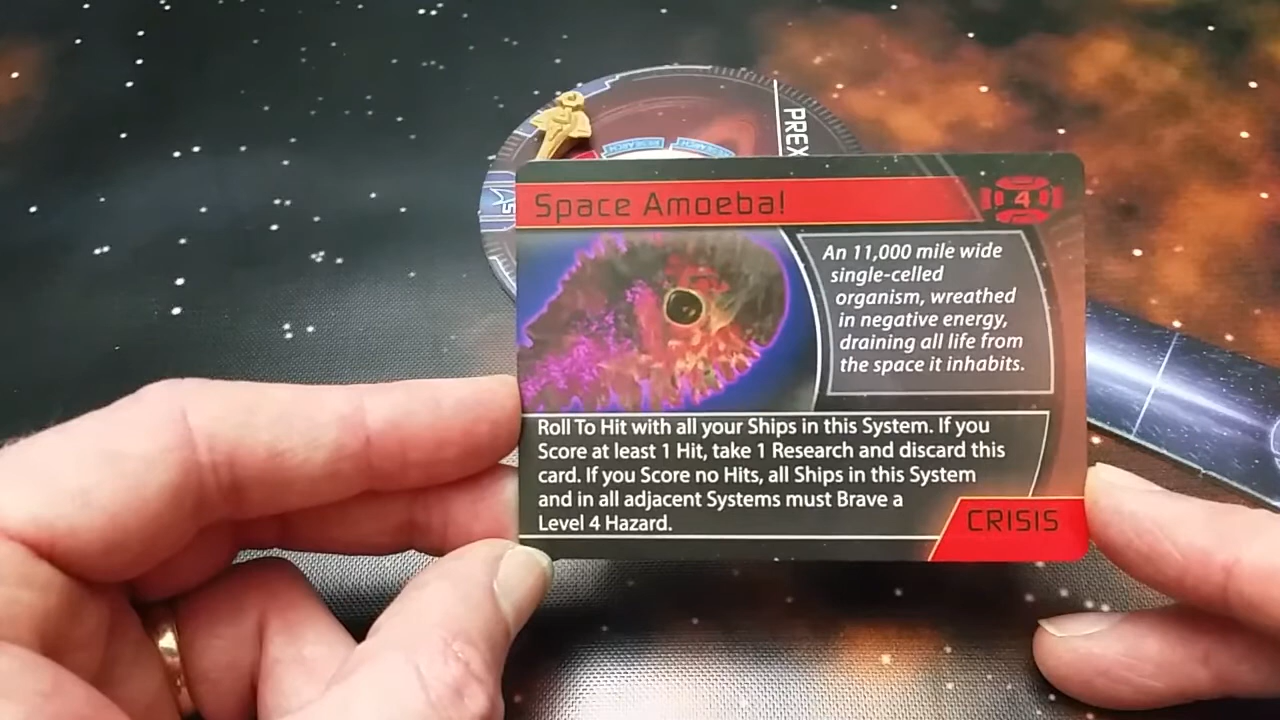 PREX
RESEARCH
RESEARCH
Space Amoeba!
4
An 11,000 mile wide
single-celled
organism, wreathed
in negative energy,
draining all life from
the space it inhabits.
Roll To Hit with all your Ships in this System. If you
Score at least 1 Hit, take 1 Research and discard this
card. If you Score no Hits, all Ships in this System
and in all adjacent Systems must Brave a
Level 4 Hazard.
CRISIS